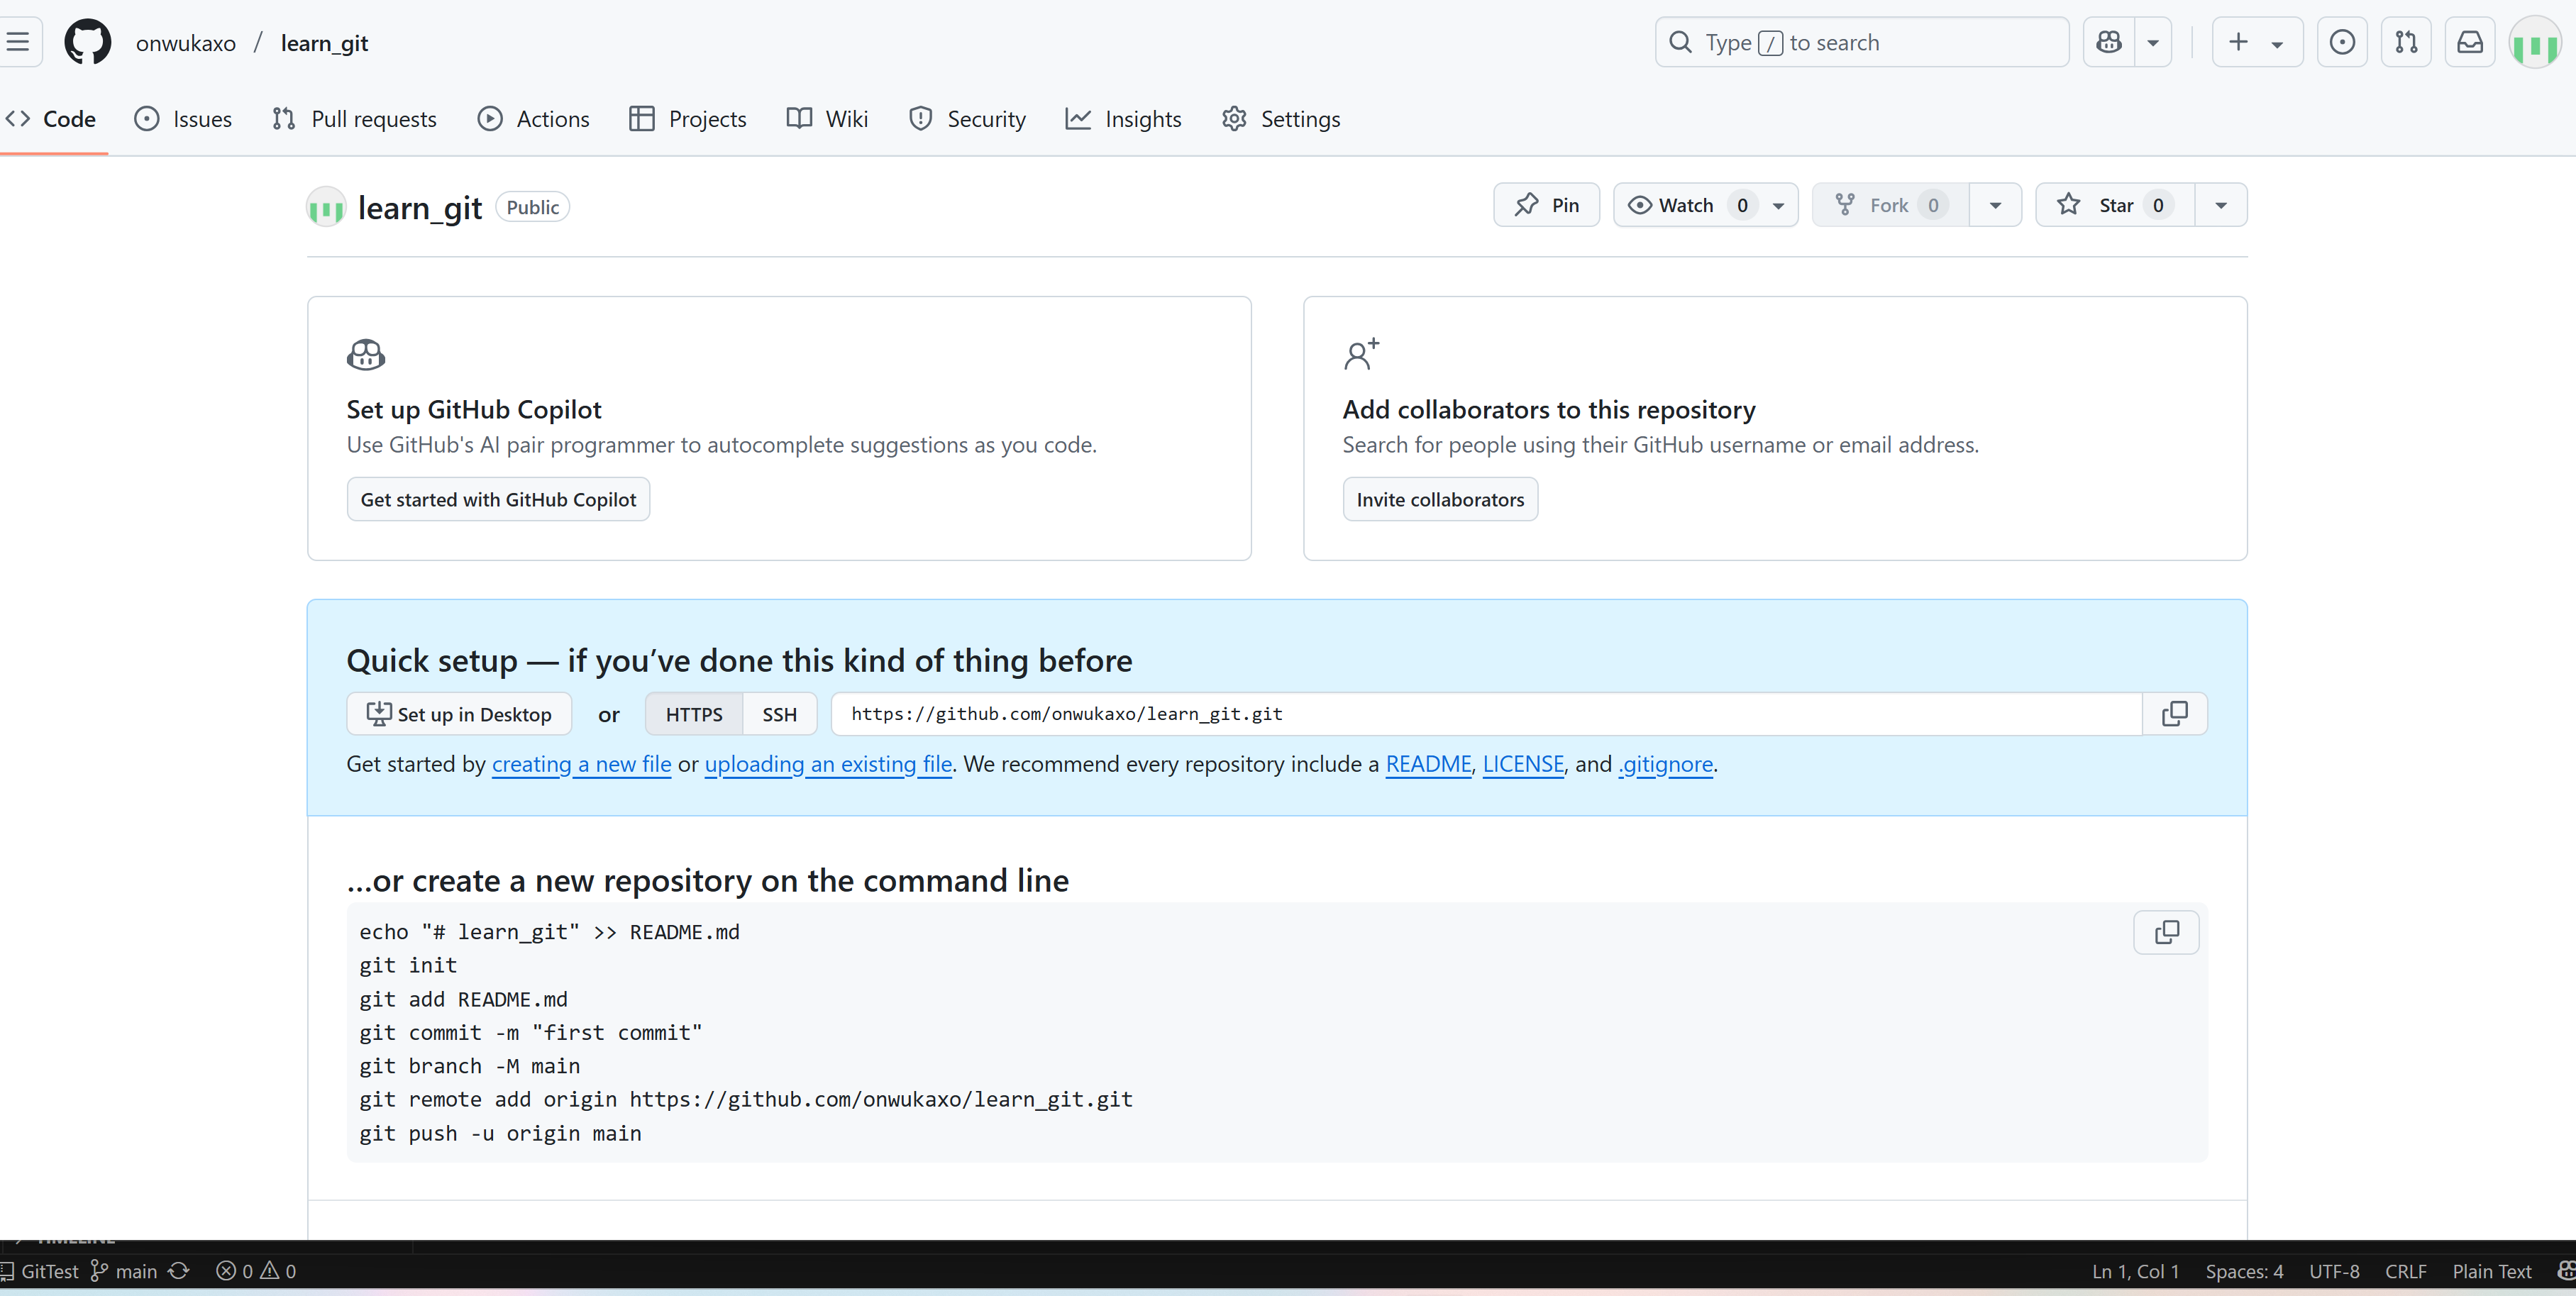 onwukaxo / learn_git
Type / to search
Code Issues Pull requests Actions Projects Wiki Security Insights Settings
learn_git Public
Pin Watch 0 Fork 0 Star 0
Set up GitHub Copilot
Use GitHub's AI pair programmer to autocomplete suggestions as you code.
Get started with GitHub Copilot
Add collaborators to this repository
Search for people using their GitHub username or email address.
Invite collaborators
Quick setup — if you’ve done this kind of thing before
Set up in Desktop or HTTPS SSH https://github.com/onwukaxo/learn_git.git
Get started by creating a new file or uploading an existing file. We recommend every repository include a README, LICENSE, and .gitignore.
…or create a new repository on the command line
echo "# learn_git" >> README.md
git init
git add README.md
git commit -m "first commit"
git branch -M main
git remote add origin https://github.com/onwukaxo/learn_git.git
git push -u origin main
GitTest main 0 0 Ln 1, Col 1 Spaces: 4 UTF-8 CRLF Plain Text